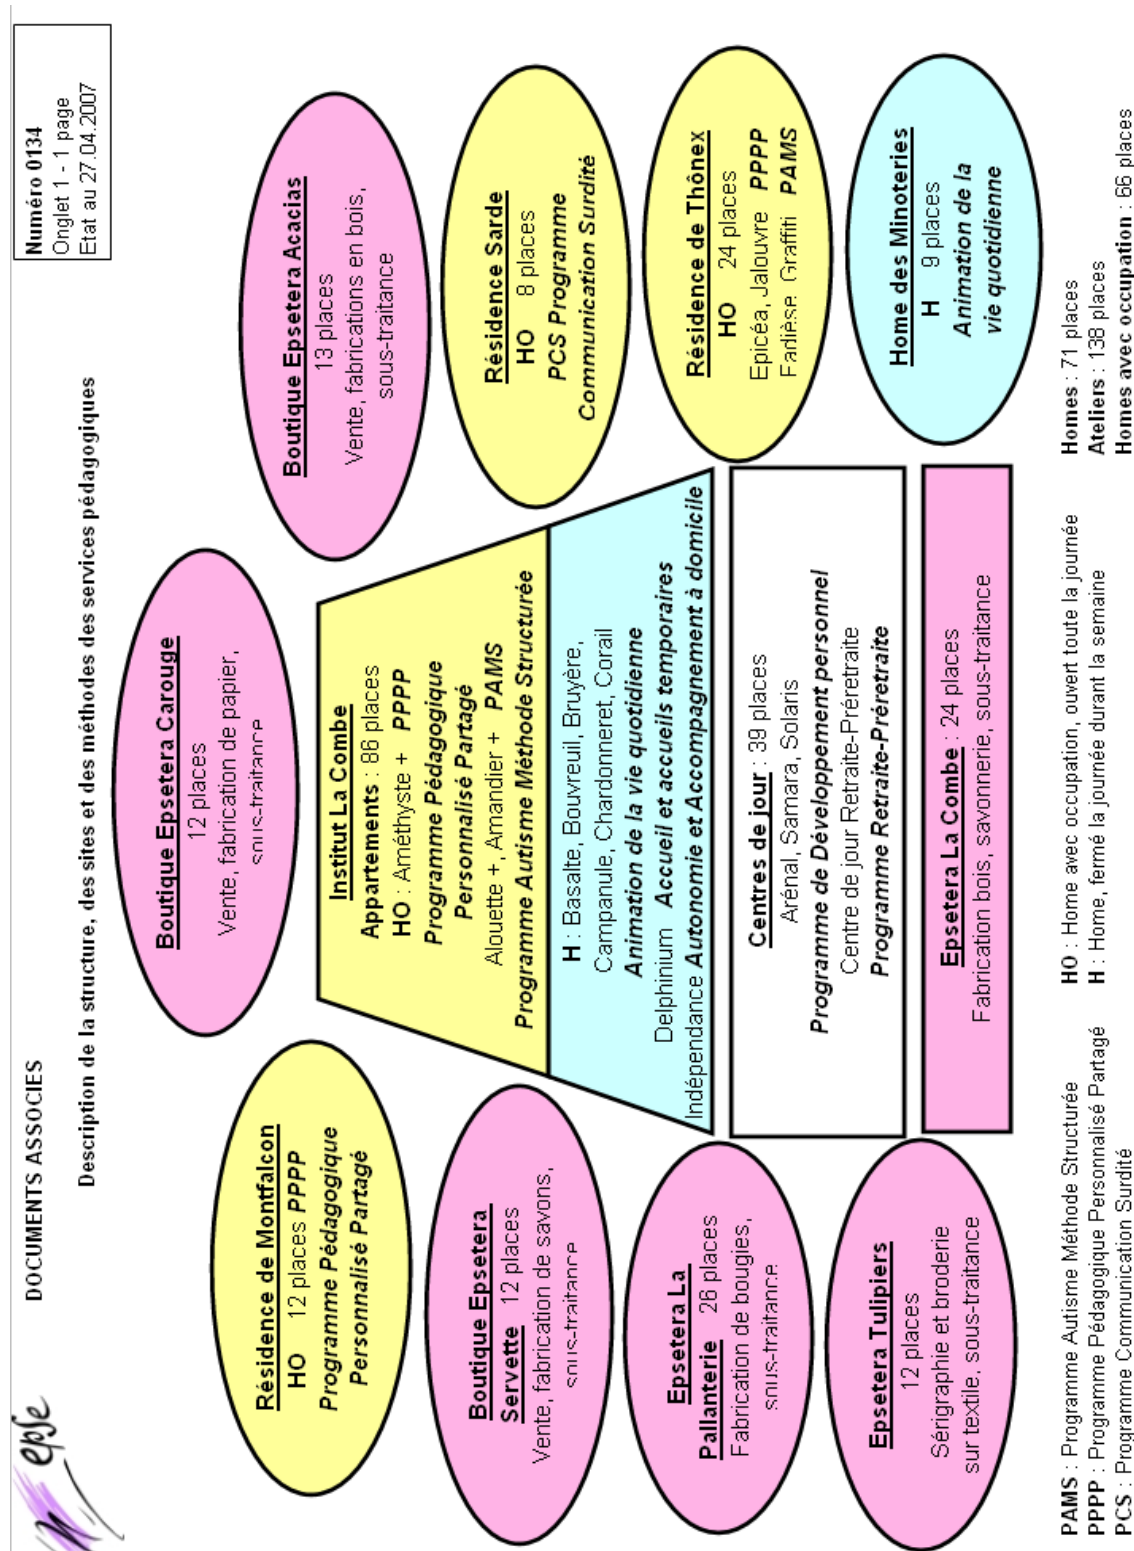 epse
DOCUMENTS ASSOCIES
Numéro 0134
Onglet 1 - 1 page
Etat au 27.04.2007
Description de la structure, des sites et des méthodes des services pédagogiques
Résidence de Montfalcon
HO 12 places PPPP
Programme Pédagogique
Personnalisé Partagé
Boutique Epsetera
Servette 12 places
Vente, fabrication de savons,
sous-traitance
Epsetera La
Pallanterie 26 places
Fabrication de bougies,
sous-traitance
Epsetera Tulipiers
12 places
Sérigraphie et broderie
sur textile, sous-traitance
Boutique Epsetera Carouge
12 places
Vente, fabrication de papier,
sous-traitance
Institut La Combe
Appartements : 86 places
HO : Améthyste + PPPP
Programme Pédagogique
Personnalisé Partagé
Alouette +, Amandier + PAMS
Programme Autisme Méthode Structurée
H : Basalte, Bouvreuil, Bruyère,
Campanule, Chardonneret, Corail
Animation de la vie quotidienne
Delphinium Accueil et accueils temporaires
Indépendance Autonomie et Accompagnement à domicile
Centres de jour : 39 places
Arénal, Samara, Solaris
Programme de Développement personnel
Centre de jour Retraite-Préretraite
Programme Retraite-Préretraite
Epsetera La Combe : 24 places
Fabrication bois, savonnerie, sous-traitance
Boutique Epsetera Acacias
13 places
Vente, fabrications en bois,
sous-traitance
Résidence Sarde
HO 8 places
PCS Programme
Communication Surdité
Résidence de Thônex
HO 24 places
Epicéa, Jalouvre PPPP
Farlièse, Graffiti PAMS
Home des Minoteries
H 9 places
Animation de la
vie quotidienne
PAMS : Programme Autisme Méthode Structurée
PPPP : Programme Pédagogique Personnalisé Partagé
PCS : Programme Communication Surdité
HO : Home avec occupation, ouvert toute la journée
H : Home, fermé la journée durant la semaine
Homes : 71 places
Ateliers : 138 places
Homes avec occupation : 66 places